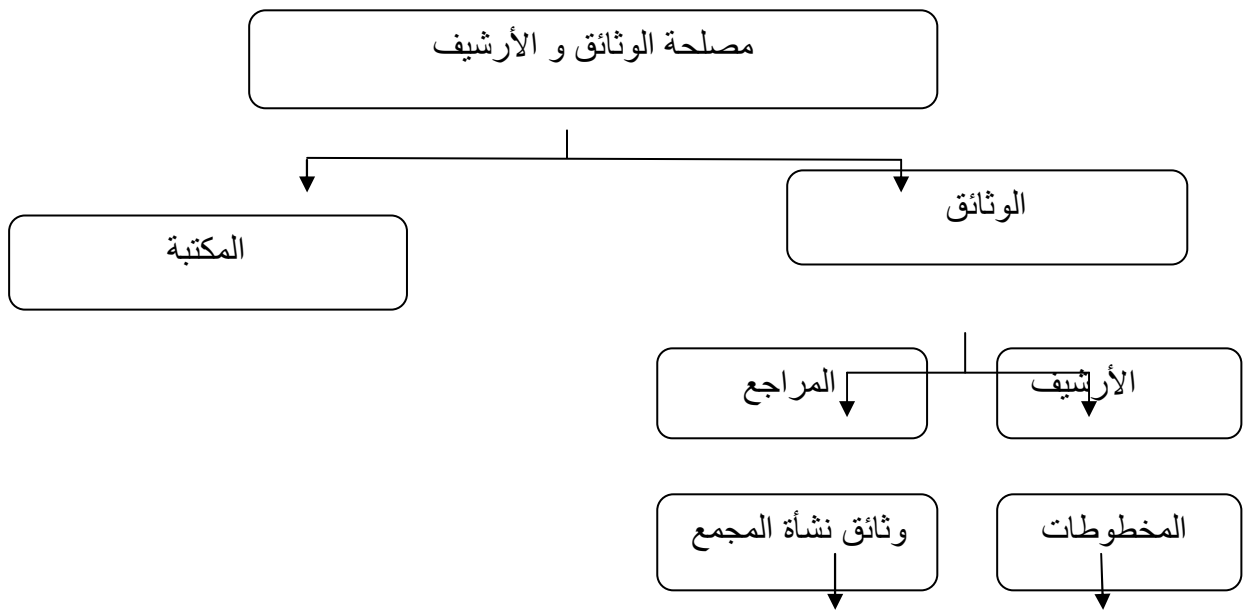 مصلحة الوثائق و الأرشيف
الوثائق
المكتبة
الأرشيف
المراجع
المخطوطات
وثائق نشأة المجمع